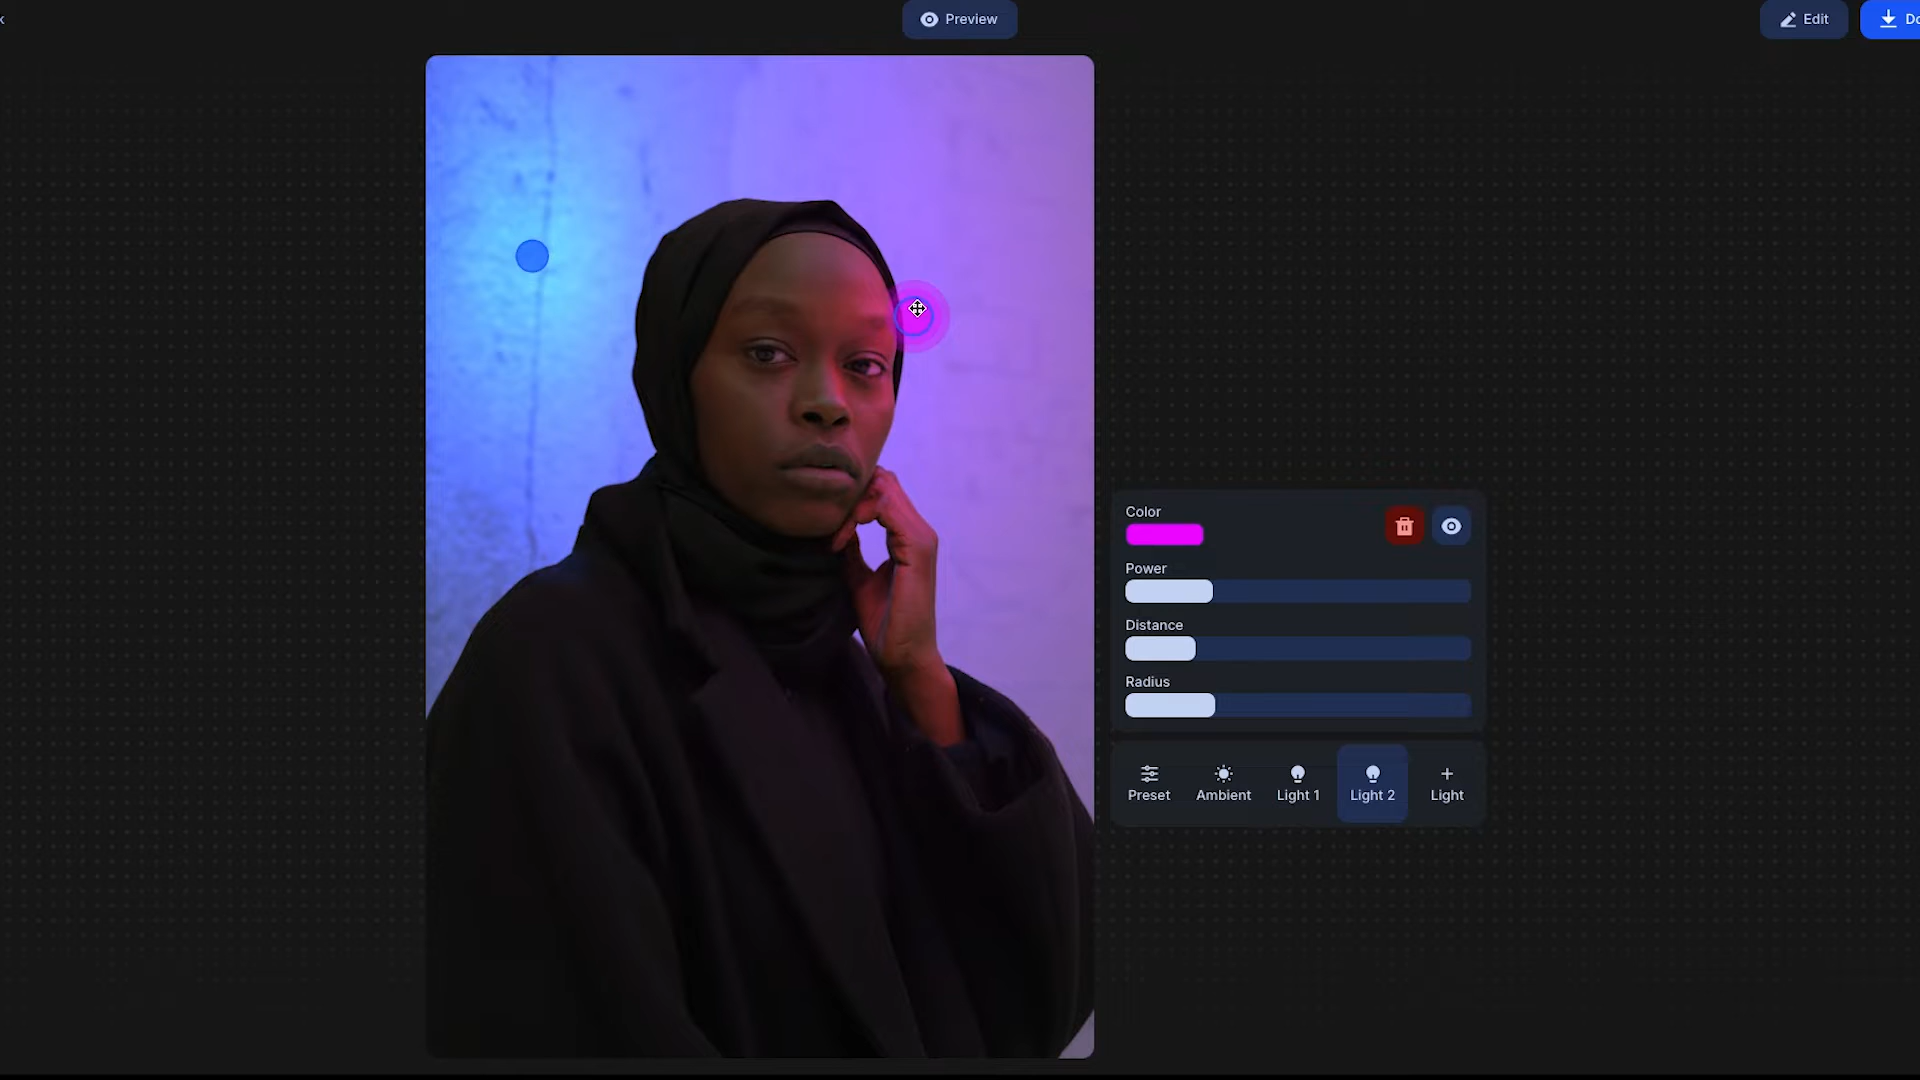 Preview
Edit
Color
Power
Distance
Radius
Preset
Ambient
Light 1
Light 2
Light